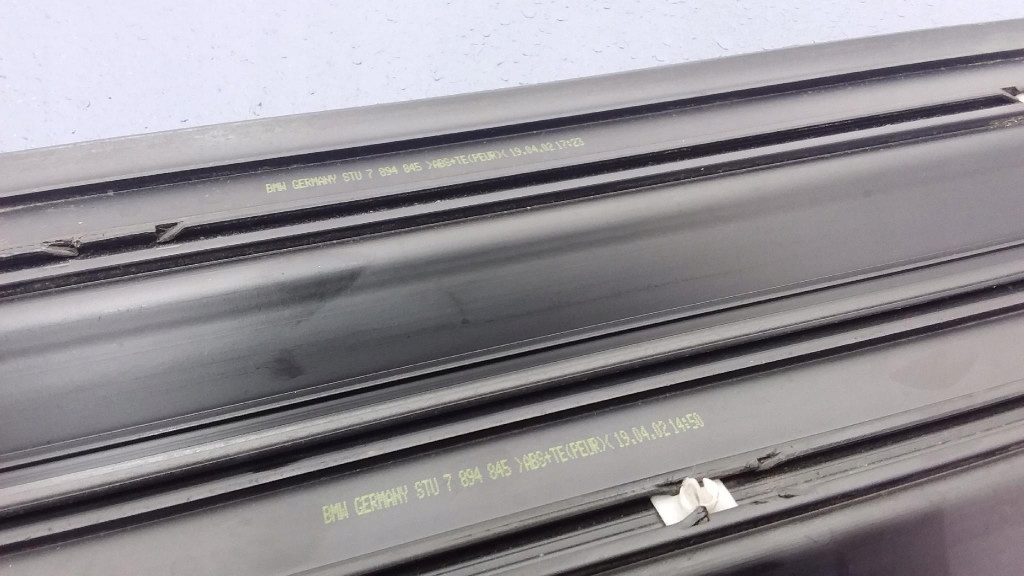 BMW GERMANY STU 7 894 845 >ABS+TE(PEUR)< 19.04.02 17:23
BMW GERMANY STU 7 894 845 >ABS+TE(PEUR)< 19.04.02 14:50